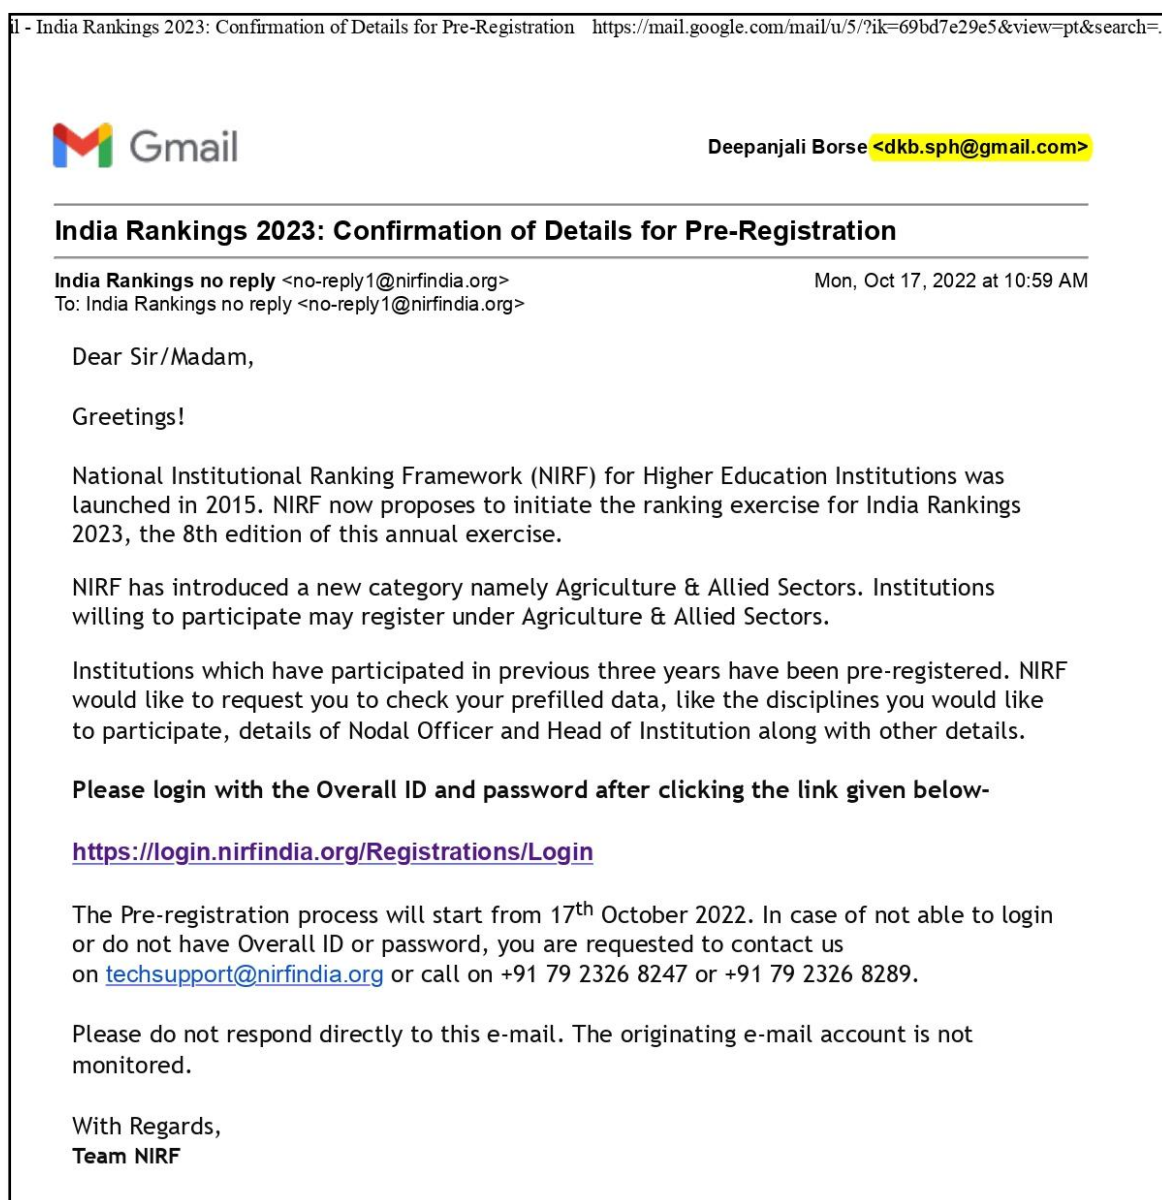 il - India Rankings 2023: Confirmation of Details for Pre-Registration https://mail.google.com/mail/u/5/?ik=69bd7e29e5&view=pt&search=.
Gmail
Deepanjali Borse <dkb.sph@gmail.com>
India Rankings 2023: Confirmation of Details for Pre-Registration
India Rankings no reply <no-reply1@nirfindia.org> Mon, Oct 17, 2022 at 10:59 AM
To: India Rankings no reply <no-reply1@nirfindia.org>
Dear Sir/Madam,
Greetings!
National Institutional Ranking Framework (NIRF) for Higher Education Institutions was
launched in 2015. NIRF now proposes to initiate the ranking exercise for India Rankings
2023, the 8th edition of this annual exercise.
NIRF has introduced a new category namely Agriculture & Allied Sectors. Institutions
willing to participate may register under Agriculture & Allied Sectors.
Institutions which have participated in previous three years have been pre-registered. NIRF
would like to request you to check your prefilled data, like the disciplines you would like
to participate, details of Nodal Officer and Head of Institution along with other details.
Please login with the Overall ID and password after clicking the link given below-
https://login.nirfindia.org/Registrations/Login
The Pre-registration process will start from 17th October 2022. In case of not able to login
or do not have Overall ID or password, you are requested to contact us
on techsupport@nirfindia.org or call on +91 79 2326 8247 or +91 79 2326 8289.
Please do not respond directly to this e-mail. The originating e-mail account is not
monitored.
With Regards,
Team NIRF